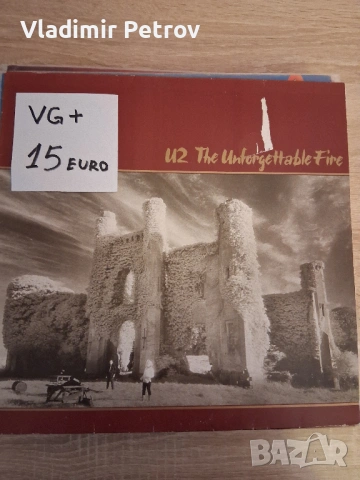 Vladimir Petrov
VG+
15 EURO
U2 The Unforgettable Fire
BAZAR